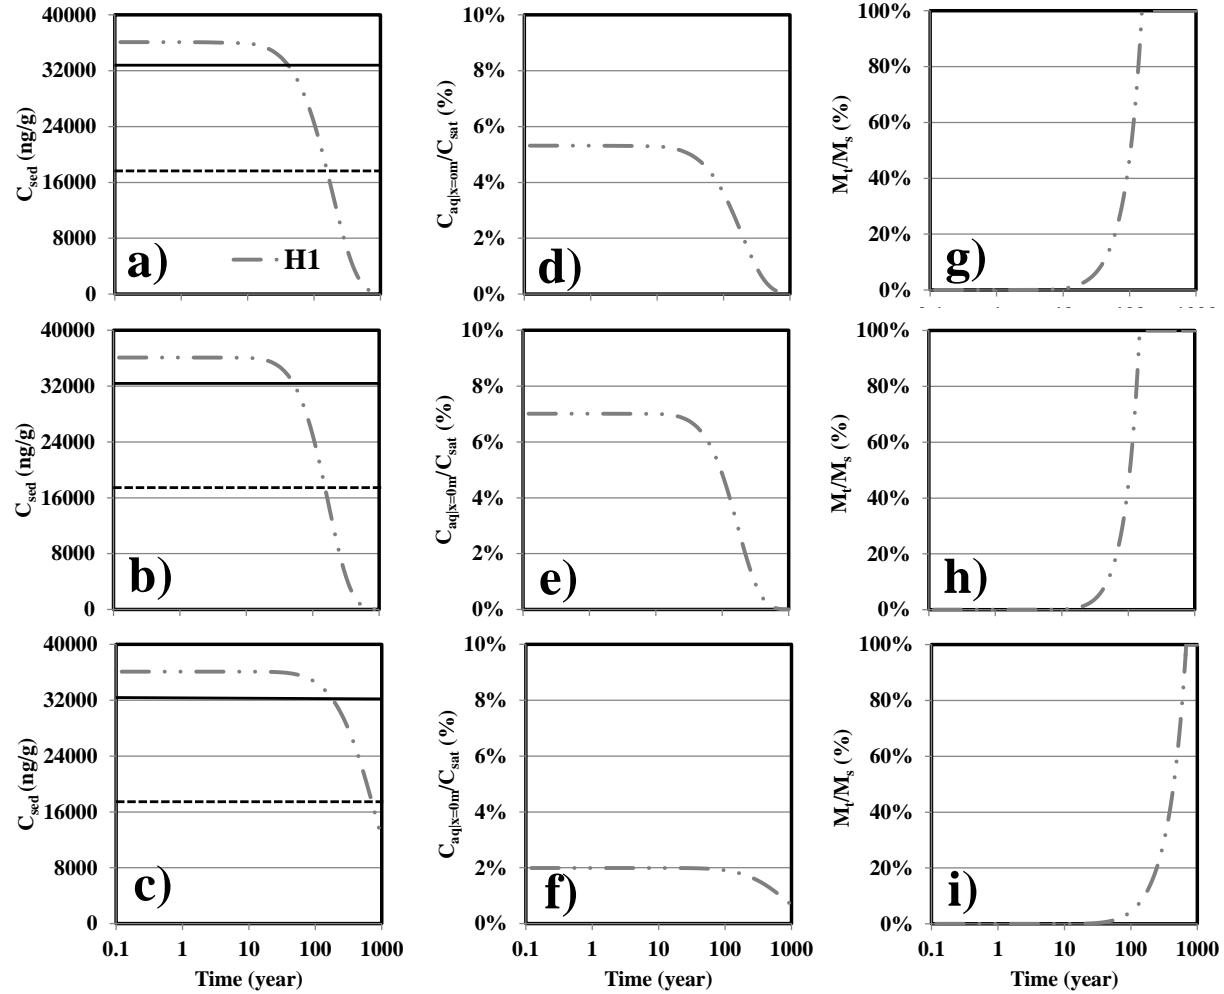 C_sed (ng/g)
40000
32000
24000
16000
8000
0
a)
H1
C_aq|x=0m/C_sat (%)
10%
8%
6%
4%
2%
0%
d)
M_t/M_s (%)
100%
80%
60%
40%
20%
0%
g)
C_sed (ng/g)
40000
32000
24000
16000
8000
0
b)
C_aq|x=0m/C_sat (%)
10%
8%
6%
4%
2%
0%
e)
M_t/M_s (%)
100%
80%
60%
40%
20%
0%
h)
C_sed (ng/g)
40000
32000
24000
16000
8000
0
c)
0.1 1 10 100 1000
Time (year)
C_aq|x=0m/C_sat (%)
10%
8%
6%
4%
2%
0%
f)
0.1 1 10 100 1000
Time (year)
M_t/M_s (%)
100%
80%
60%
40%
20%
0%
i)
0.1 1 10 100 1000
Time (year)